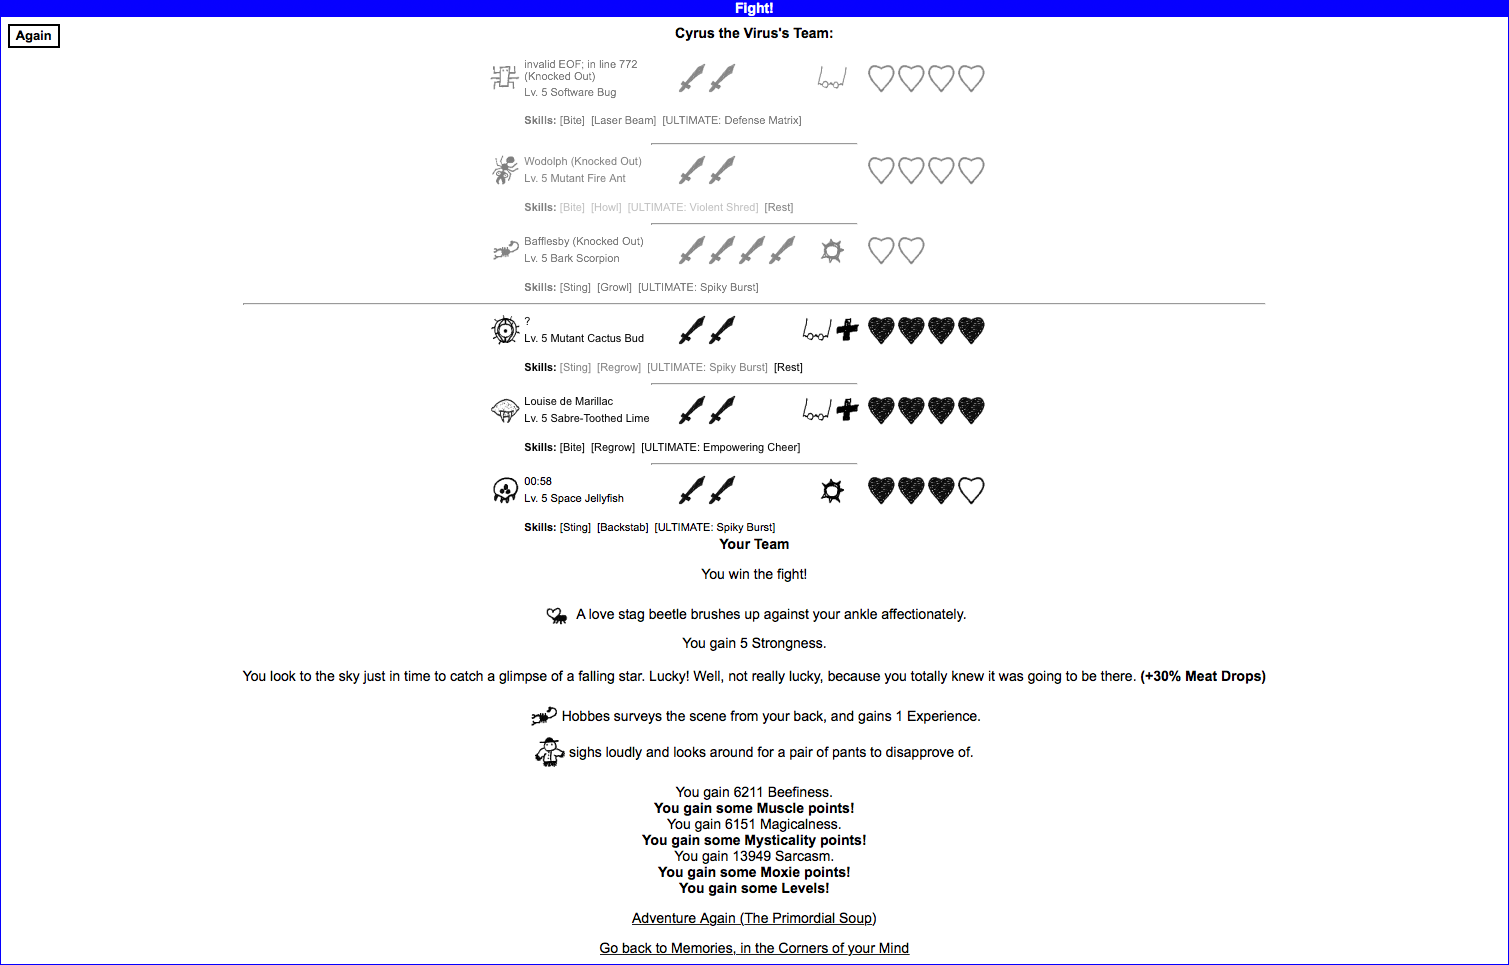 Fight!
Again
Cyrus the Virus's Team:
invalid EOF; in line 772
(Knocked Out)
Lv. 5 Software Bug
Skills: [Bite] [Laser Beam] [ULTIMATE: Defense Matrix]
Wodolph (Knocked Out)
Lv. 5 Mutant Fire Ant
Skills: [Bite] [Howl] [ULTIMATE: Violent Shred] [Rest]
Bafflesby (Knocked Out)
Lv. 5 Bark Scorpion
Skills: [Sting] [Growl] [ULTIMATE: Spiky Burst]
?
Lv. 5 Mutant Cactus Bud
Skills: [Sting] [Regrow] [ULTIMATE: Spiky Burst] [Rest]
Louise de Marillac
Lv. 5 Sabre-Toothed Lime
Skills: [Bite] [Regrow] [ULTIMATE: Empowering Cheer]
00:58
Lv. 5 Space Jellyfish
Skills: [Sting] [Backstab] [ULTIMATE: Spiky Burst]
Your Team
You win the fight!
A love stag beetle brushes up against your ankle affectionately.
You gain 5 Strongness.
You look to the sky just in time to catch a glimpse of a falling star. Lucky! Well, not really lucky, because you totally knew it was going to be there. (+30% Meat Drops)
Hobbes surveys the scene from your back, and gains 1 Experience.
sighs loudly and looks around for a pair of pants to disapprove of.
You gain 6211 Beefiness.
You gain some Muscle points!
You gain 6151 Magicalness.
You gain some Mysticality points!
You gain 13949 Sarcasm.
You gain some Moxie points!
You gain some Levels!
Adventure Again (The Primordial Soup)
Go back to Memories, in the Corners of your Mind